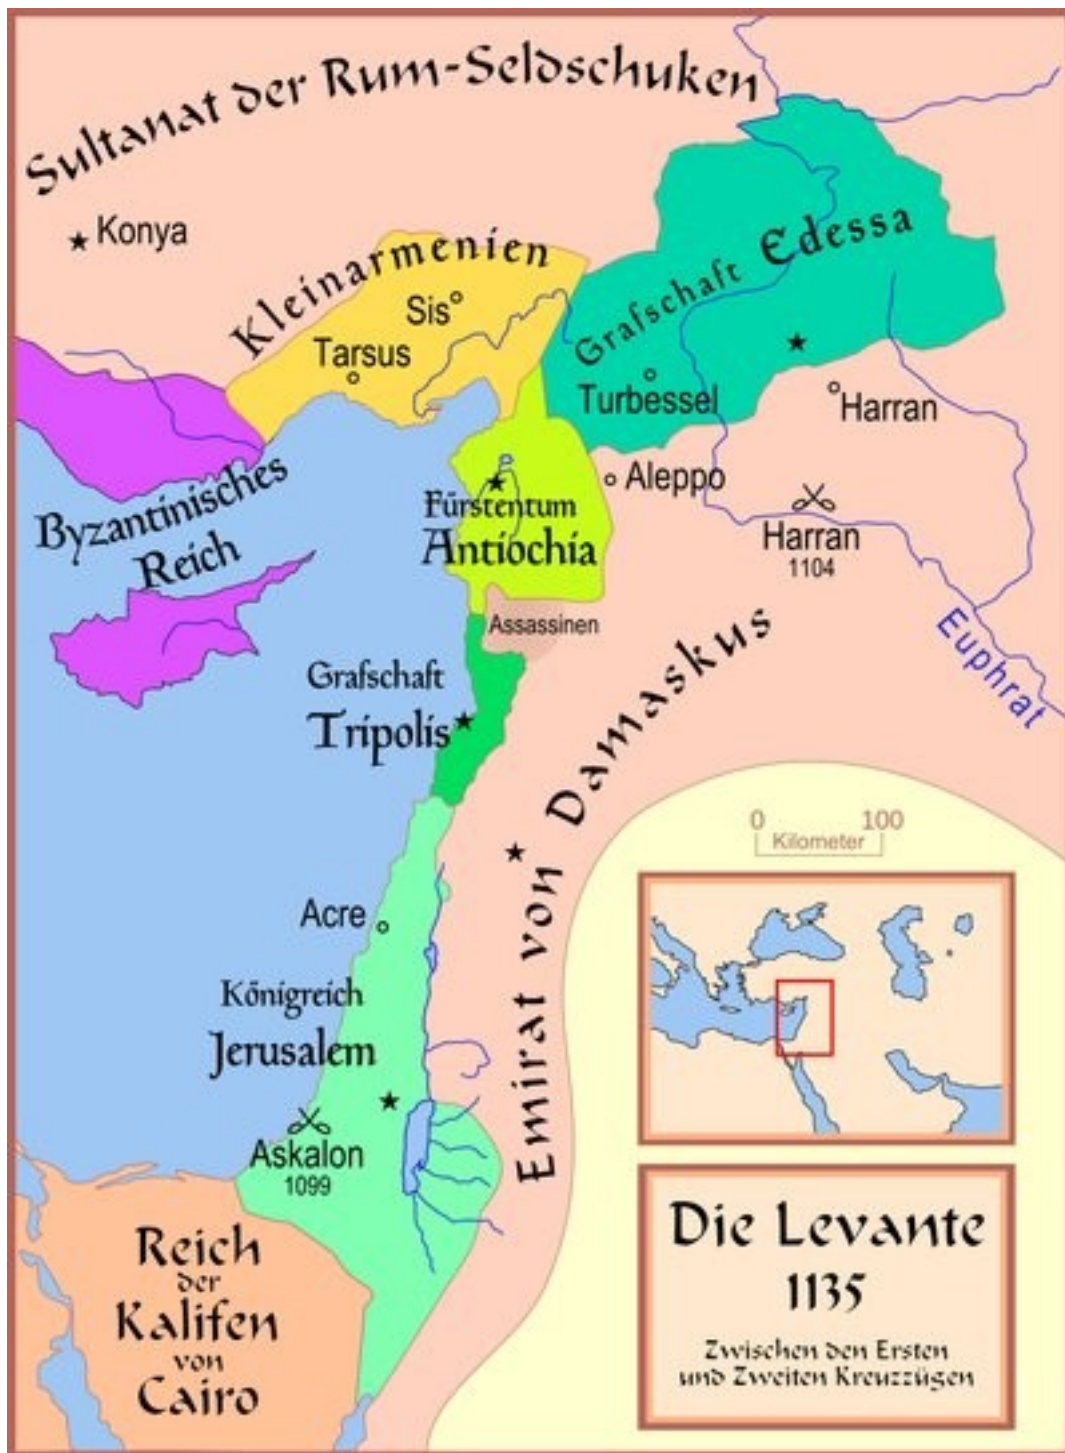 Sultanat der Rum-Seldschuken
Konya
Kleinarmenien
Sis
Tarsus
Grafschaft Edessa
Turbessel
Harran
Aleppo
Harran
1104
Byzantinisches
Reich
Fürstentum
Antiochia
Assassinen
Euphrat
Grafschaft
Tripolis
Emirat von Damaskus
0 100
Kilometer
Acre
Königreich
Jerusalem
Askalon
1099
Reich
der
Kalifen
von
Cairo
Die Levante
1135
Zwischen den Ersten
und Zweiten Kreuzzügen